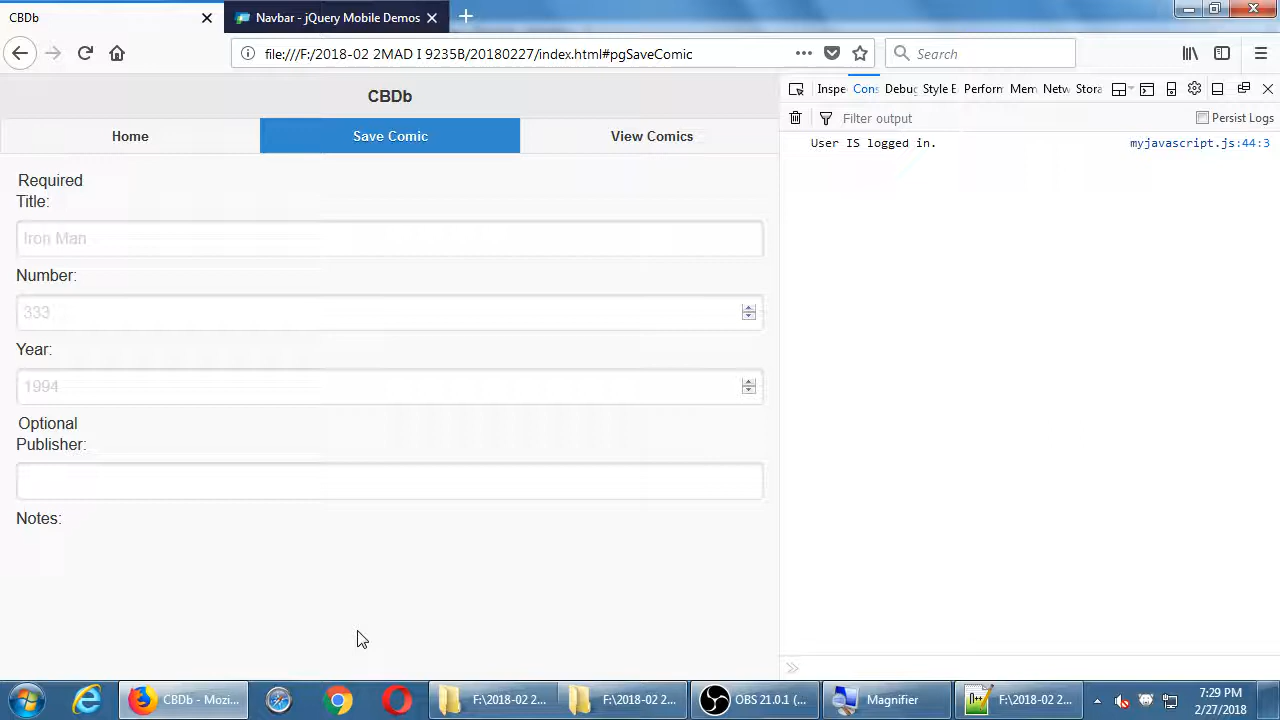 CBDb
Navbar - jQuery Mobile Demos
file:///F:/2018-02 2MAD I 9235B/20180227/index.html#pgSaveComic
Search
CBDb
Home
Save Comic
View Comics
Inspe
Cons
Debug
Style E
Perform
Mem
Netw
Stora
Filter output
Persist Logs
User IS logged in.
myjavascript.js:44:3
Required
Title:
Iron Man
Number:
333
Year:
1994
Optional
Publisher:
Notes:
CBDb - Mozi...
F:\2018-02 2...
F:\2018-02 2...
OBS 21.0.1 (...
Magnifier
F:\2018-02 2...
7:29 PM
2/27/2018